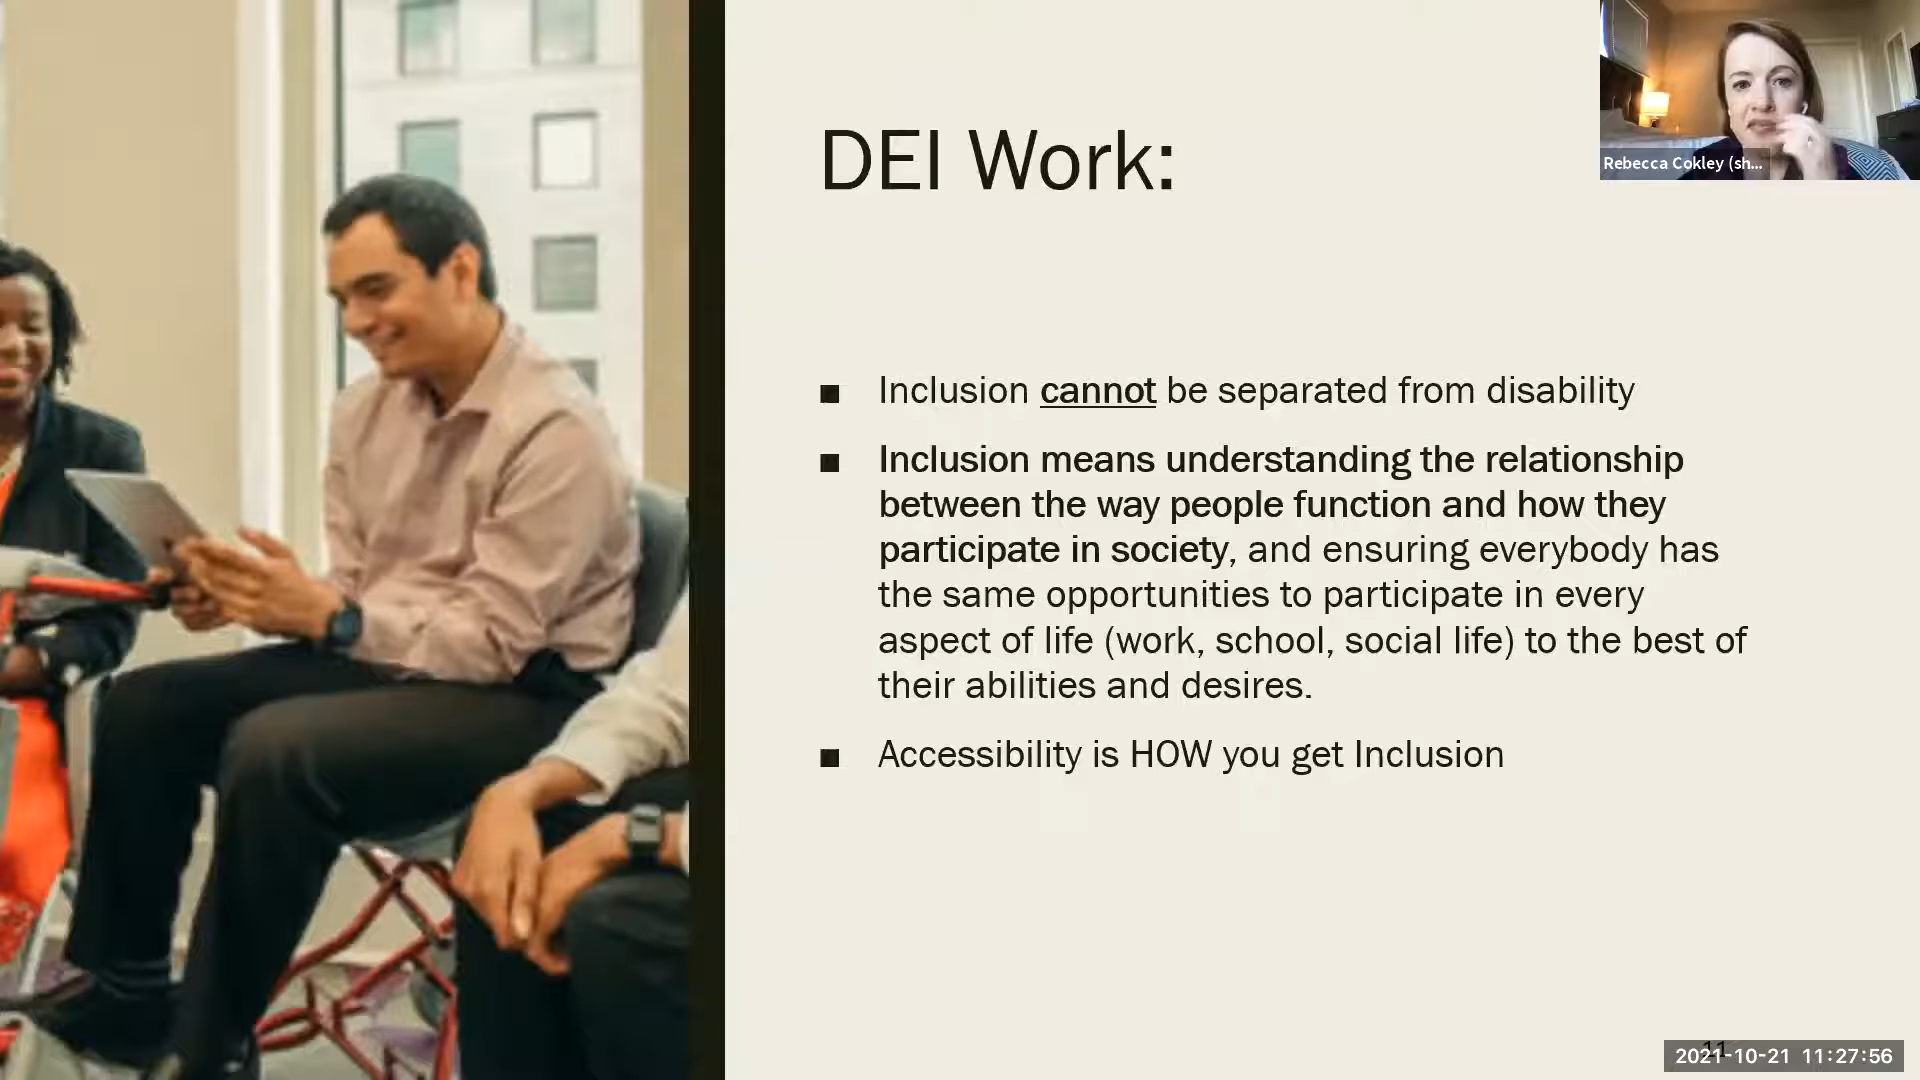 DEI Work:
Rebecca Cokley (sh...
■ Inclusion cannot be separated from disability
■ Inclusion means understanding the relationship
between the way people function and how they
participate in society, and ensuring everybody has
the same opportunities to participate in every
aspect of life (work, school, social life) to the best of
their abilities and desires.
■ Accessibility is HOW you get Inclusion
11
2021-10-21 11:27:56